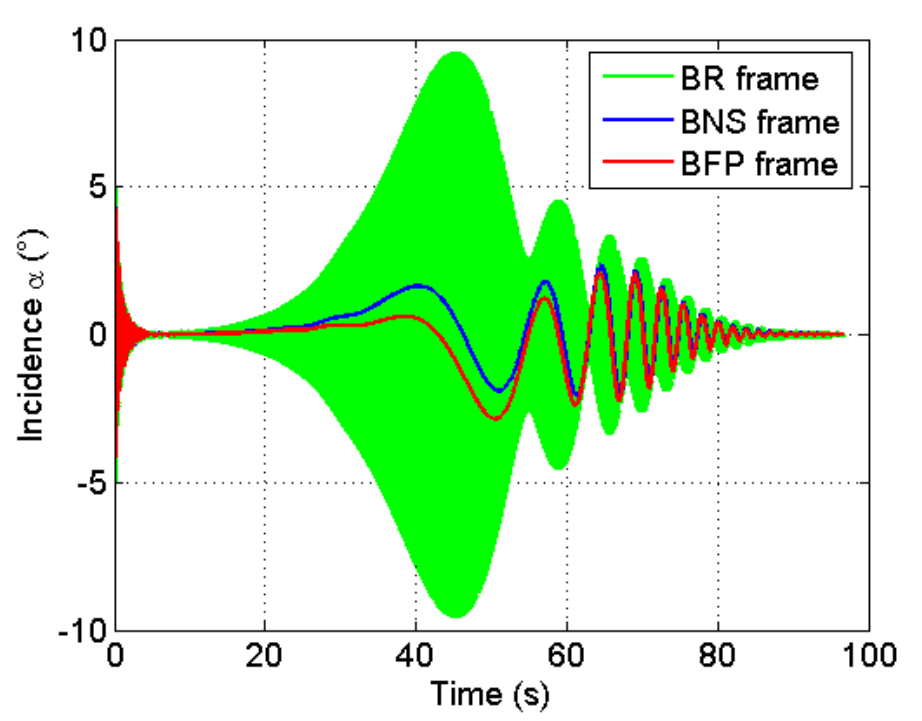 10
5
0
-5
-10
Incidence α (°)
BR frame
BNS frame
BFP frame
0 20 40 60 80 100
Time (s)